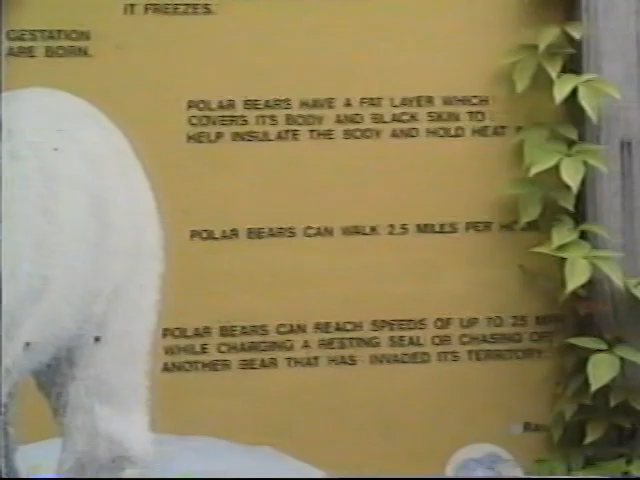 IT FREEZES.
GESTATION
ARE BORN.
POLAR BEARS HAVE A FAT LAYER WHICH
COVERS ITS BODY AND BLACK SKIN TO
HELP INSULATE THE BODY AND HOLD HEAT
POLAR BEARS CAN WALK 2.5 MILES PER
POLAR BEARS CAN REACH SPEEDS OF UP TO 25
WHILE CHARGING A RESTING SEAL OR CHASING OFF
ANOTHER BEAR THAT HAS INVADED ITS TERRITORY.